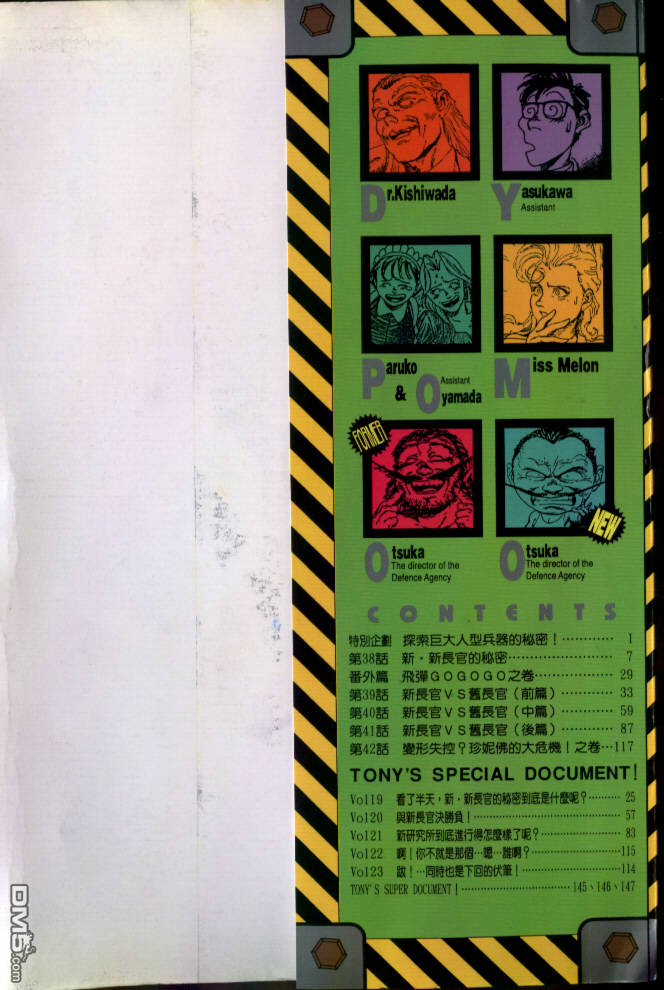 Dr.Kishiwada
Yasukawa
Assistant
Paruko
& Oyamada
Assistant
Miss Melon
FORMER
Otsuka
The director of the
Defence Agency
NEW
Otsuka
The director of the
Defence Agency
CONTENTS
特別企劃 探索巨大人型兵器的秘密！………… 1
第38話 新・新長官的秘密………………… 7
番外篇 飛彈ＧＯＧＯＧＯ之卷………… 29
第39話 新長官ＶＳ舊長官（前篇）………… 33
第40話 新長官ＶＳ舊長官（中篇）………… 59
第41話 新長官ＶＳ舊長官（後篇）………… 87
第42話 變形失控？珍妮佛的大危機！之卷…117
TONY'S SPECIAL DOCUMENT!
Vol19 看了半天，新・新長官的秘密到底是什麼呢？……… 25
Vol20 與新長官決勝負！……………………………… 57
Vol21 新研究所到底進行得怎麼樣了呢？……………… 83
Vol22 啊！你不就是那個…嗯…誰啊？………………115
Vol23 跋！…同時也是下回的伏筆！…………………114
TONY'S SUPER DOCUMENT！………………………145、146、147
DM5.com